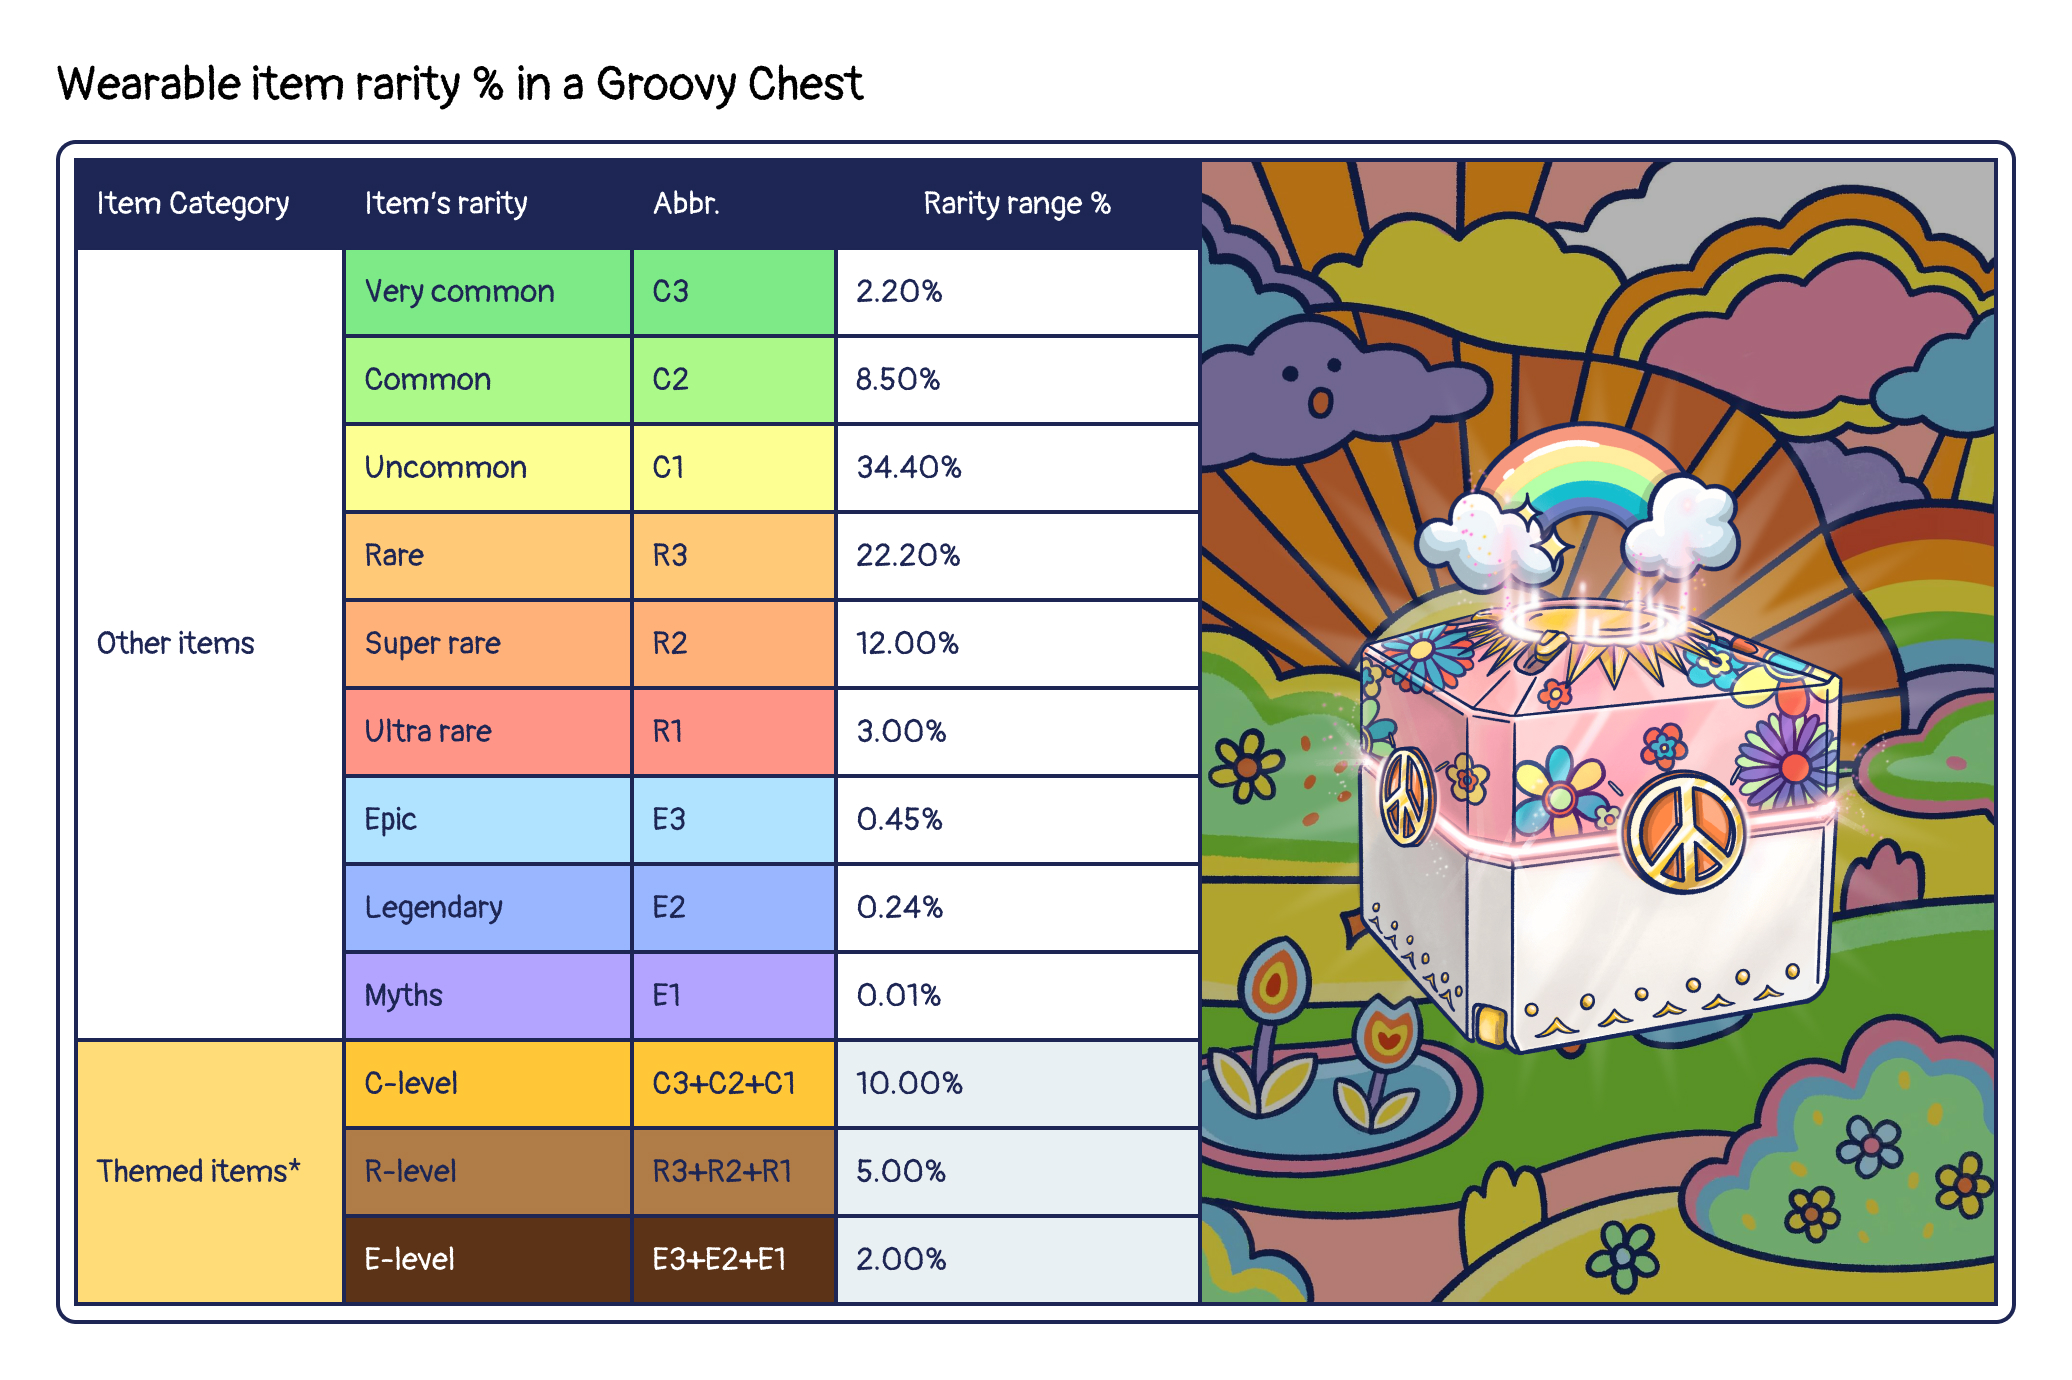 Wearable item rarity % in a Groovy Chest
Item Category Item's rarity Abbr. Rarity range %
Other items
Very common C3 2.20%
Common C2 8.50%
Uncommon C1 34.40%
Rare R3 22.20%
Super rare R2 12.00%
Ultra rare R1 3.00%
Epic E3 0.45%
Legendary E2 0.24%
Myths E1 0.01%
Themed items*
C-level C3+C2+C1 10.00%
R-level R3+R2+R1 5.00%
E-level E3+E2+E1 2.00%